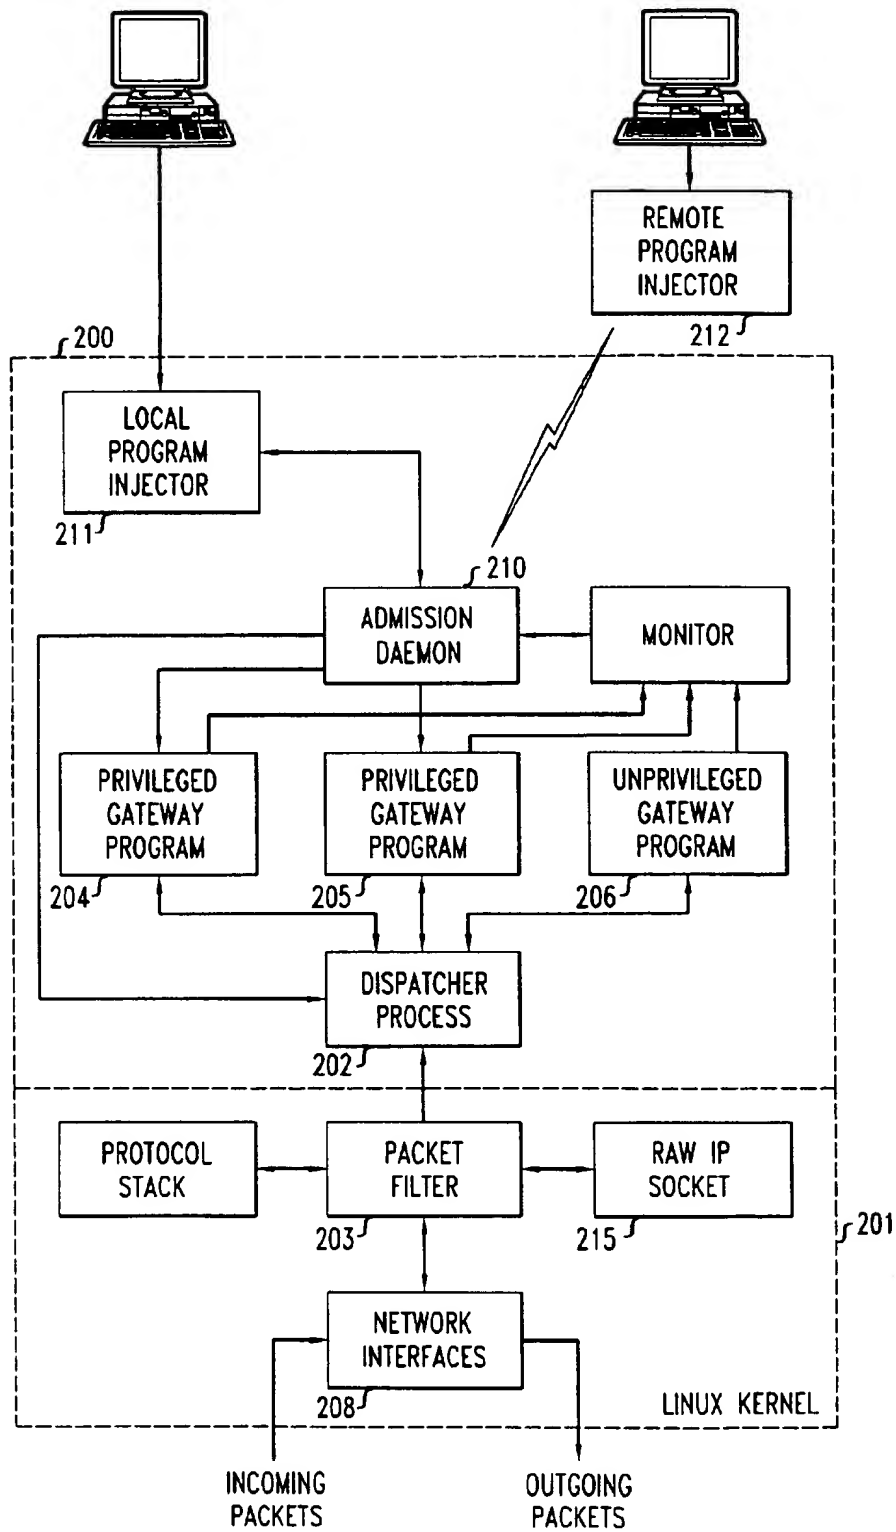 REMOTE
PROGRAM
INJECTOR
212
200
LOCAL
PROGRAM
INJECTOR
211
210
ADMISSION
DAEMON
MONITOR
PRIVILEGED
GATEWAY
PROGRAM
204
PRIVILEGED
GATEWAY
PROGRAM
205
UNPRIVILEGED
GATEWAY
PROGRAM
206
DISPATCHER
PROCESS
202
PROTOCOL
STACK
PACKET
FILTER
203
RAW IP
SOCKET
215
201
NETWORK
INTERFACES
208
LINUX KERNEL
INCOMING
PACKETS
OUTGOING
PACKETS